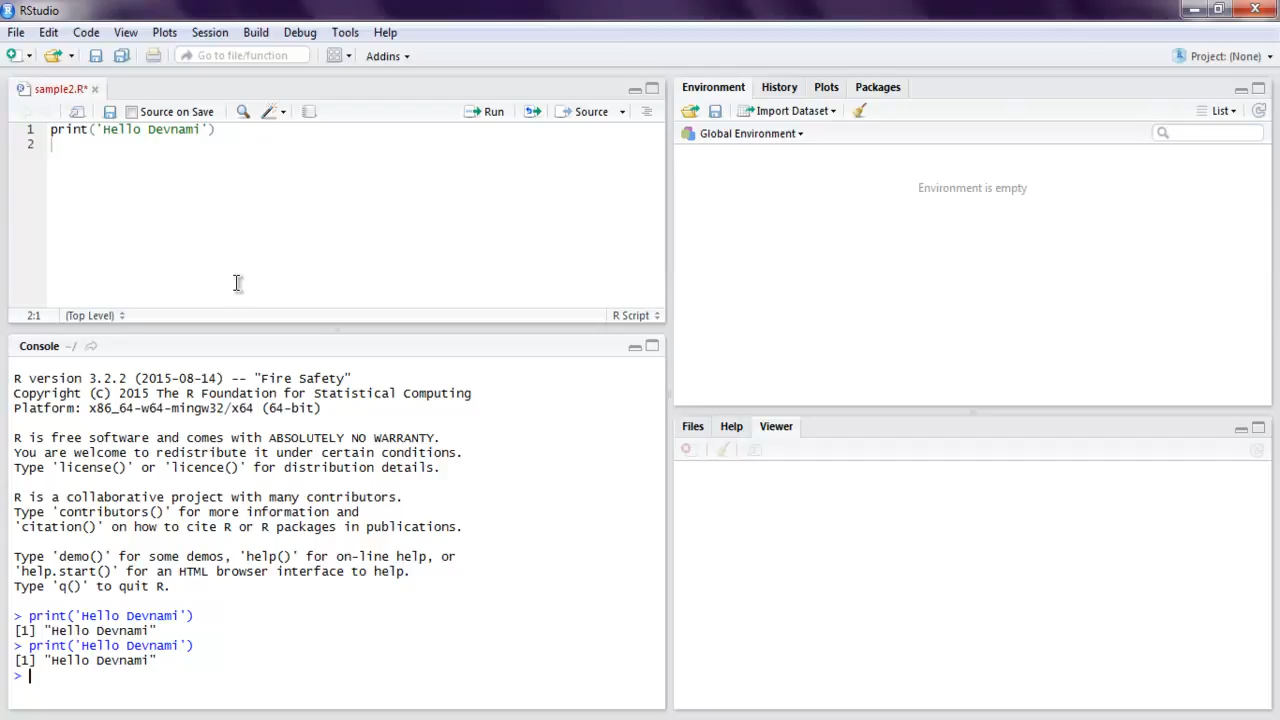 RStudio
File Edit Code View Plots Session Build Debug Tools Help
Go to file/function Addins Project: (None)
sample2.R*
Source on Save Run Source
1 print('Hello Devnami')
2
2:1 (Top Level) R Script
Console ~/
R version 3.2.2 (2015-08-14) -- "Fire Safety"
Copyright (C) 2015 The R Foundation for Statistical Computing
Platform: x86_64-w64-mingw32/x64 (64-bit)
R is free software and comes with ABSOLUTELY NO WARRANTY.
You are welcome to redistribute it under certain conditions.
Type 'license()' or 'licence()' for distribution details.
R is a collaborative project with many contributors.
Type 'contributors()' for more information and
'citation()' on how to cite R or R packages in publications.
Type 'demo()' for some demos, 'help()' for on-line help, or
'help.start()' for an HTML browser interface to help.
Type 'q()' to quit R.
> print('Hello Devnami')
[1] "Hello Devnami"
> print('Hello Devnami')
[1] "Hello Devnami"
>
Environment History Plots Packages
Import Dataset List
Global Environment
Environment is empty
Files Help Viewer